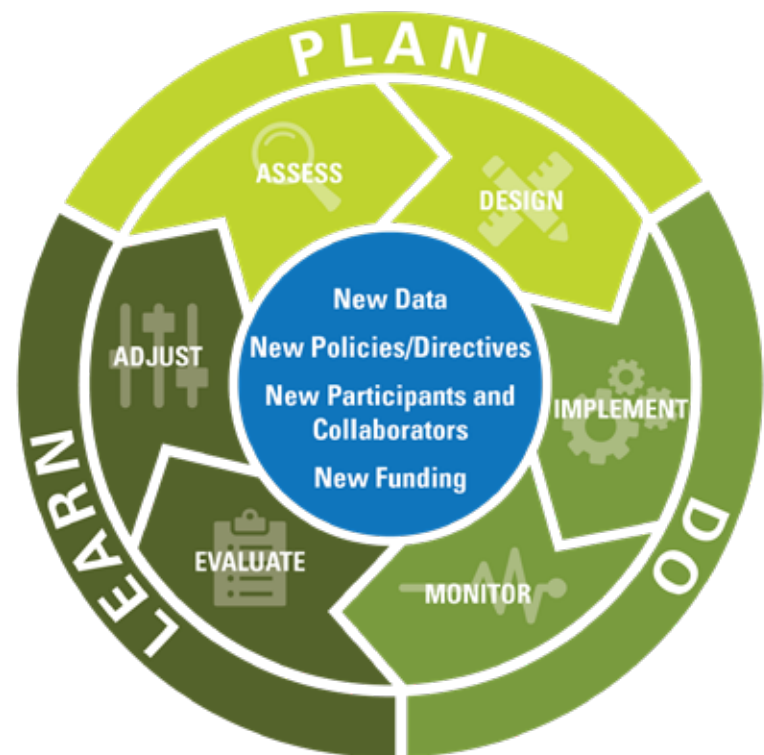 PLAN
ASSESS
DESIGN
New Data
New Policies/Directives
New Participants and
Collaborators
New Funding
ADJUST
IMPLEMENT
EVALUATE
MONITOR
LEARN
DO